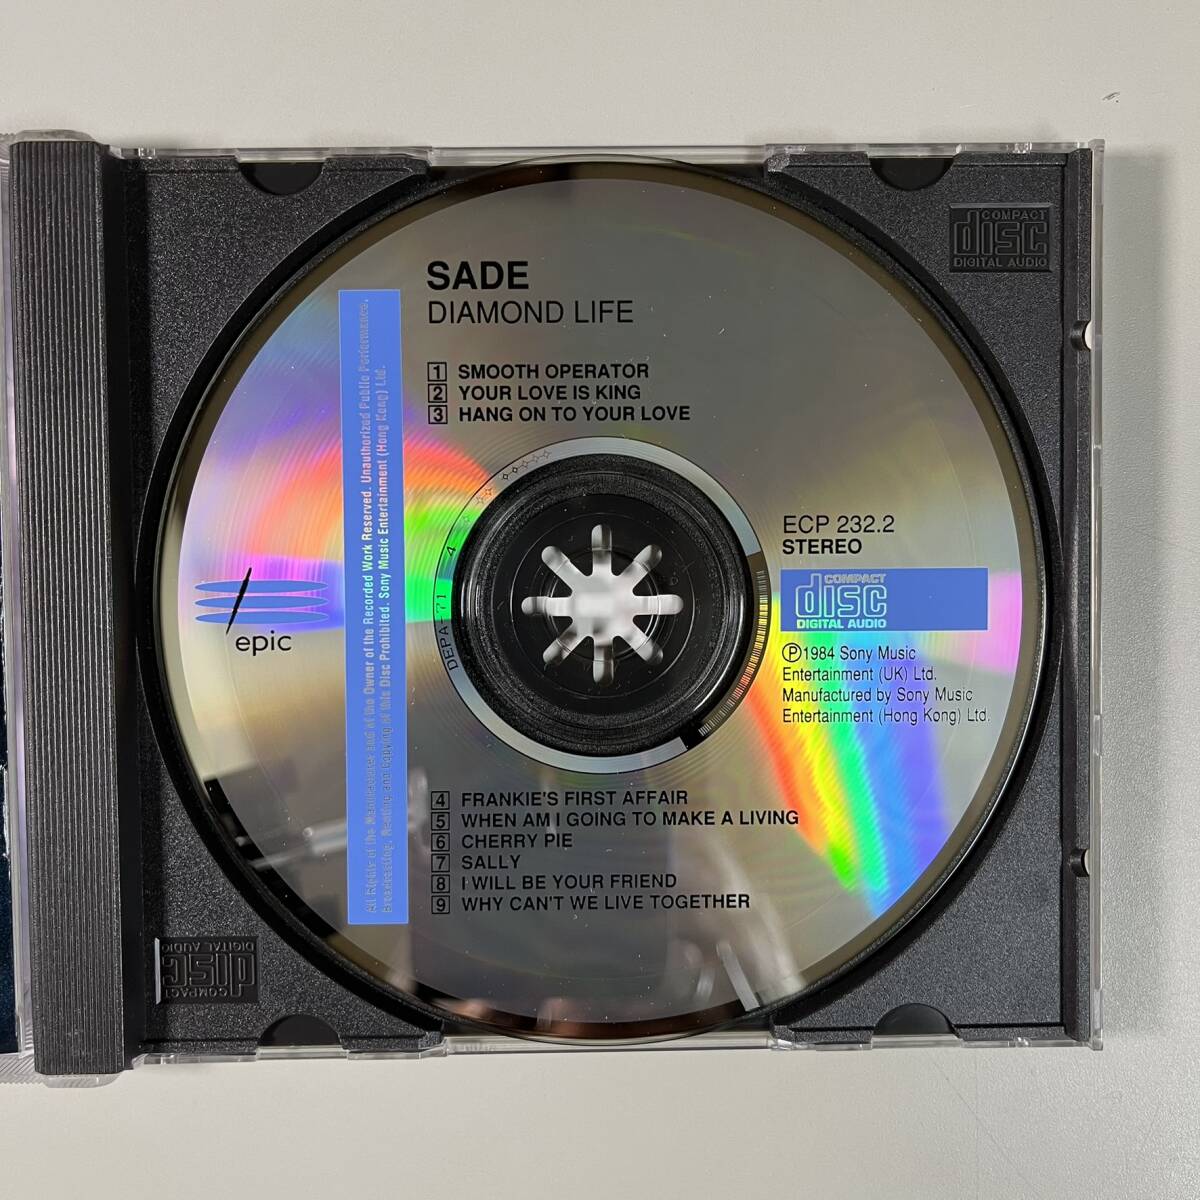 SADE
DIAMOND LIFE
1 SMOOTH OPERATOR
2 YOUR LOVE IS KING
3 HANG ON TO YOUR LOVE
All Rights of the Manufacturer and of the Owner of the Recorded Work Reserved. Unauthorized Public Performance,
Broadcasting, Renting and Copying of this Disc Prohibited. Sony Music Entertainment (Hong Kong) Ltd.
epic
DEPA-71 4
ECP 232.2
STEREO
COMPACT
disc
DIGITAL AUDIO
Ⓟ1984 Sony Music
Entertainment (UK) Ltd.
Manufactured by Sony Music
Entertainment (Hong Kong) Ltd.
4 FRANKIE'S FIRST AFFAIR
5 WHEN AM I GOING TO MAKE A LIVING
6 CHERRY PIE
7 SALLY
8 I WILL BE YOUR FRIEND
9 WHY CAN'T WE LIVE TOGETHER
COMPACT
disc
DIGITAL AUDIO
COMPACT
disc
DIGITAL AUDIO